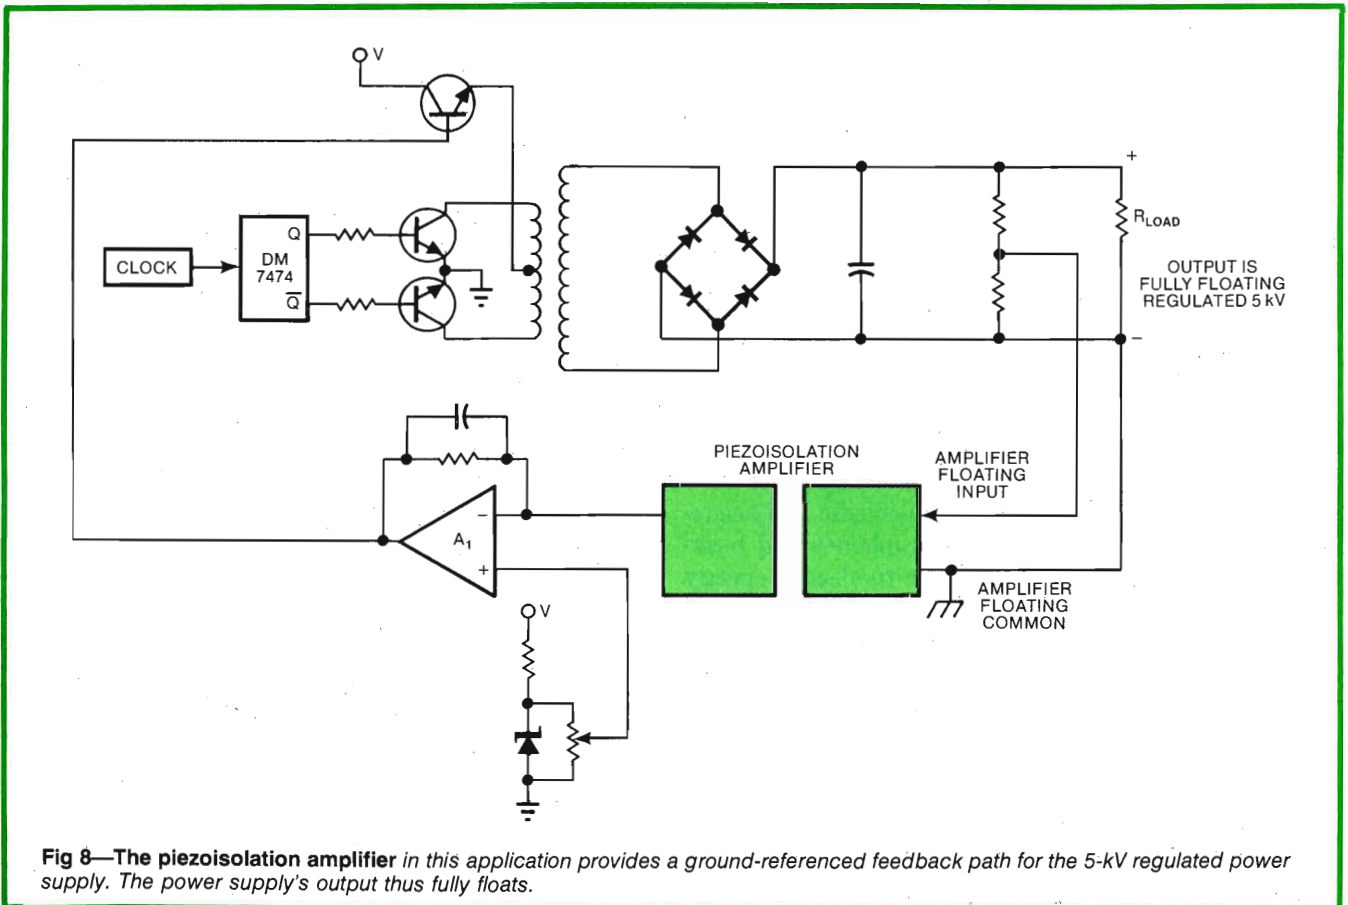 V
CLOCK
DM
7474
Q
Q̅
+
R_LOAD
OUTPUT IS
FULLY FLOATING
REGULATED 5 kV
−
PIEZOISOLATION
AMPLIFIER
AMPLIFIER
FLOATING
INPUT
A₁
−
+
AMPLIFIER
FLOATING
COMMON
V
Fig 8—The piezoisolation amplifier in this application provides a ground-referenced feedback path for the 5-kV regulated power
supply. The power supply's output thus fully floats.